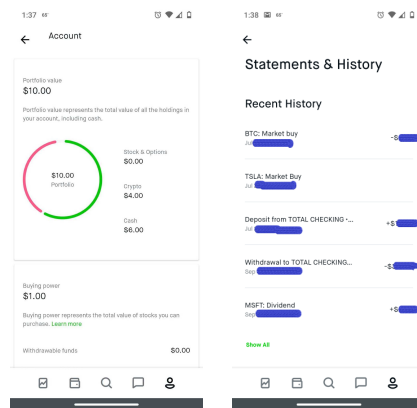 1:37 65°
Account
Portfolio value
$10.00
Portfolio value represents the total value of all the holdings in
your account, including cash.
$10.00
Portfolio
Stock & Options
$0.00
Crypto
$4.00
Cash
$6.00
Buying power
$1.00
Buying power represents the total value of stocks you can
purchase. Learn more
Withdrawable funds $0.00
1:38 65°
Statements & History
Recent History
BTC: Market buy
Jul
TSLA: Market Buy
Jul
Deposit from TOTAL CHECKING •...
Jul
Withdrawal to TOTAL CHECKING...
Sep
MSFT: Dividend
Sep
Show All